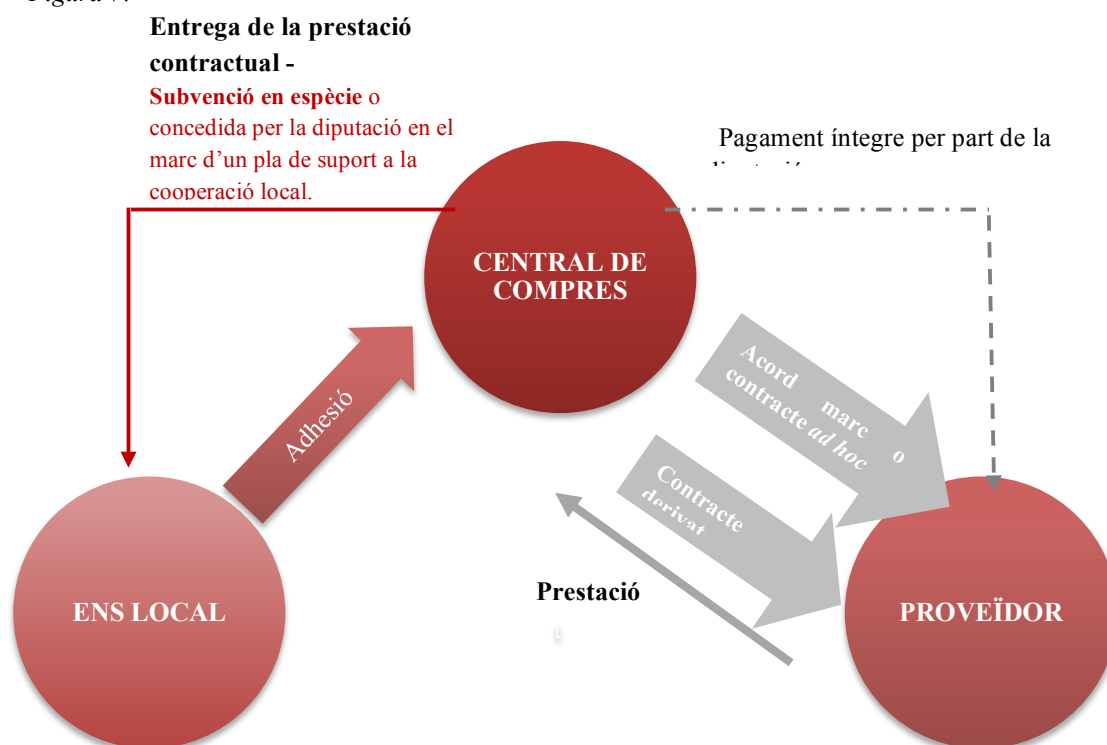 Entrega de la prestació
contractual -
Subvenció en espècie o
concedida per la diputació en el
marc d'un pla de suport a la
cooperació local.
Pagament íntegre per part de la
CENTRAL DE
COMPRES
Adhesió
Acord marc o
contracte ad hoc
Contracte
derivat
Prestació
ENS LOCAL
PROVEÏDOR